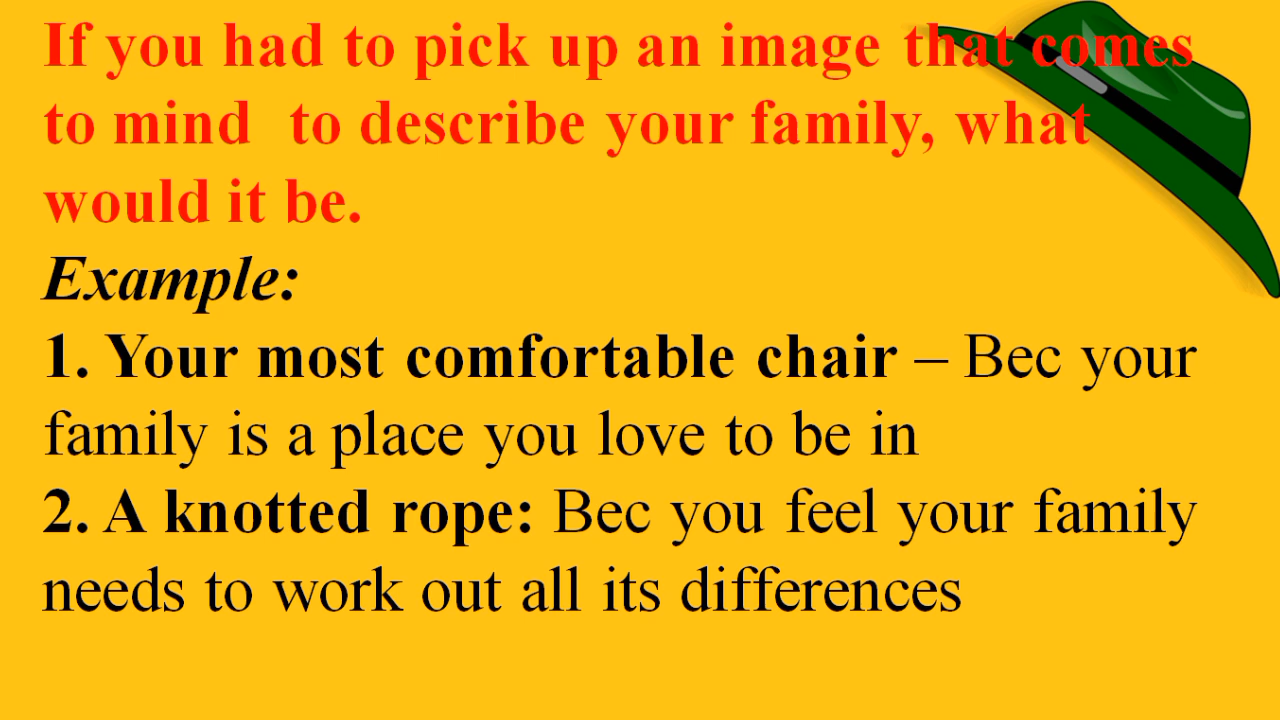 If you had to pick up an image that comes
to mind  to describe your family, what
would it be.
Example:
1. Your most comfortable chair – Bec your
family is a place you love to be in
2. A knotted rope: Bec you feel your family
needs to work out all its differences